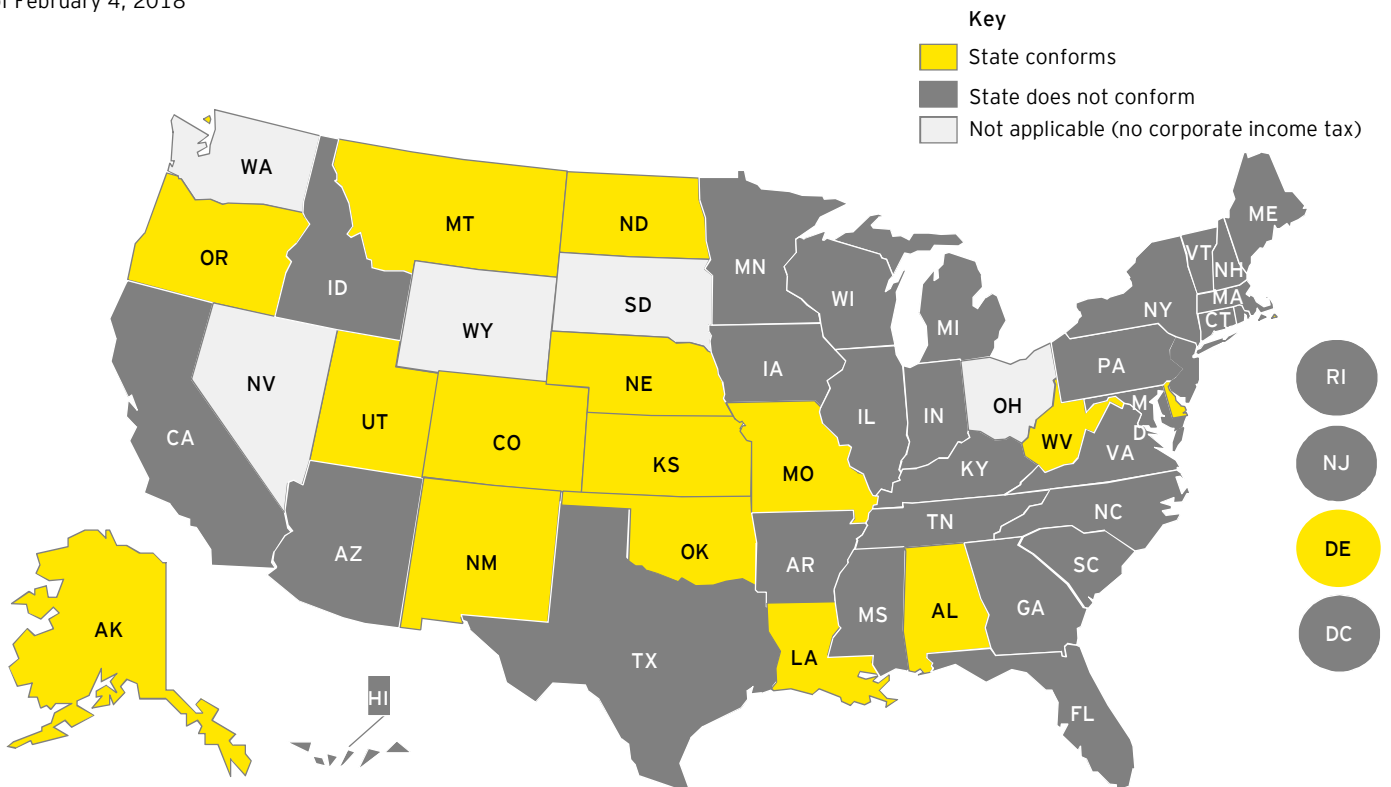 February 4, 2018
Key
State conforms
State does not conform
Not applicable (no corporate income tax)
WA
MT
ND
OR
ID
MN
SD
WY
WI
MI
ME
VT
NH
MA
NY
CT
NV
UT
CO
NE
IA
IL
IN
OH
PA
M
D
WV
VA
RI
CA
KS
MO
KY
NJ
AZ
NM
OK
AR
TN
NC
SC
DE
MS
AL
GA
AK
TX
LA
DC
HI
FL